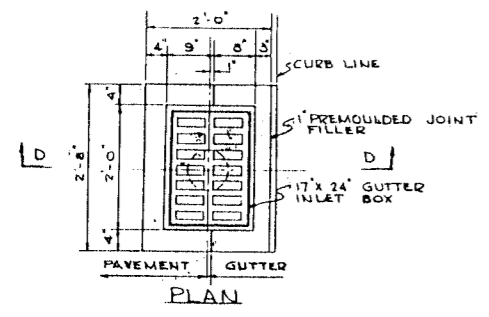 2'-0"
4" 9" 8" 3"
1"
CURB LINE
4"
1" PREMOULDED JOINT
FILLER
D D
2'-8" 2'-0"
17" X 24" GUTTER
INLET BOX
4"
PAVEMENT GUTTER
PLAN